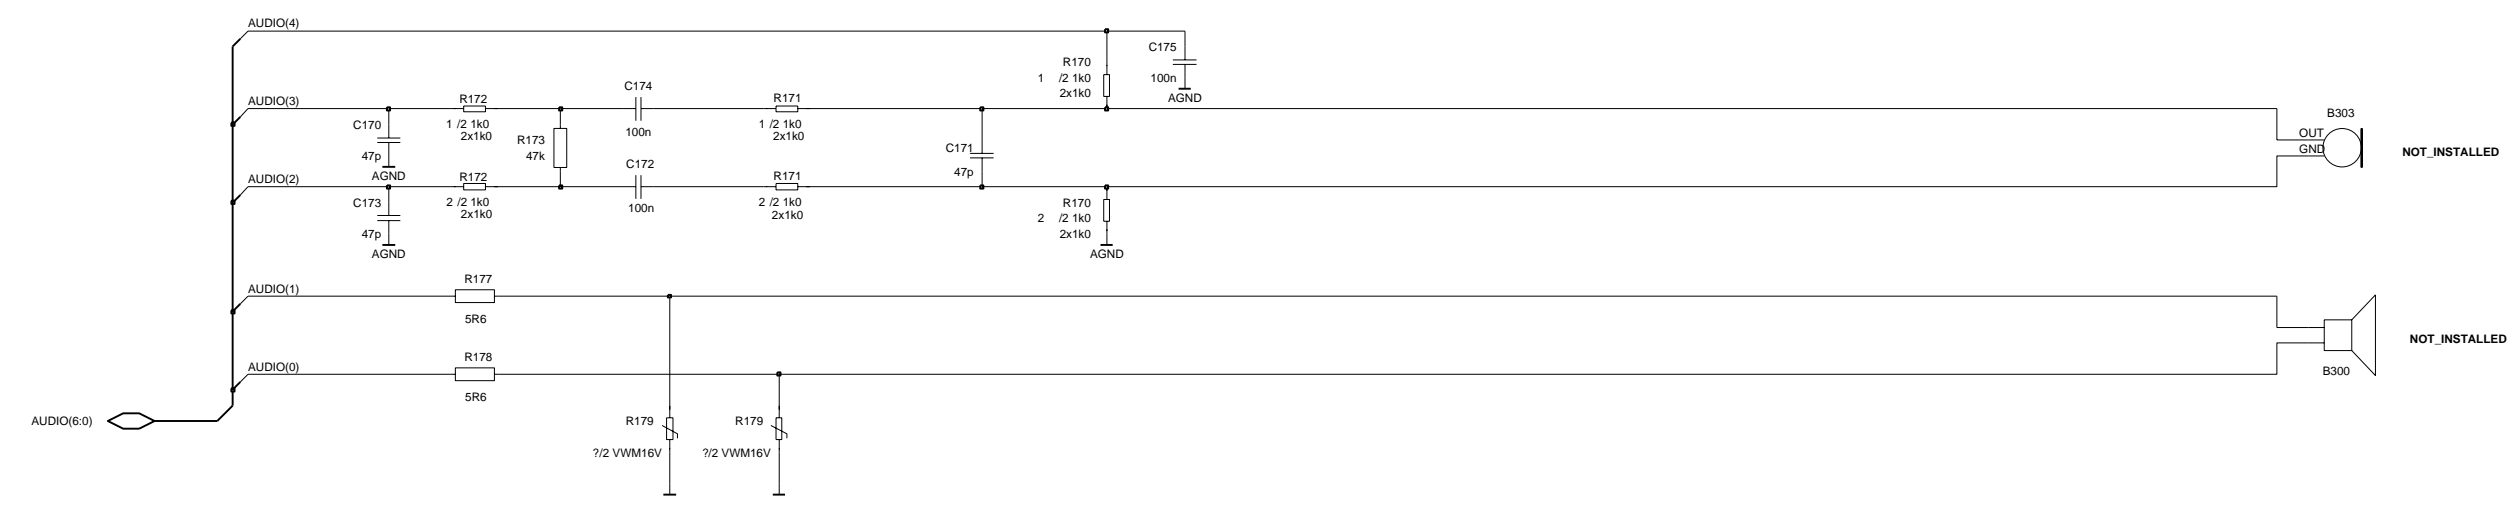 AUDIO(4)
C175
100n
AGND
R170
1 /2 1k0
2x1k0
AUDIO(3)
C170
47p
AGND
R172
1 /2 1k0
2x1k0
R173
47k
C174
100n
R171
1 /2 1k0
2x1k0
C171
47p
B303
OUT
GND
NOT_INSTALLED
AUDIO(2)
C173
47p
AGND
R172
2 /2 1k0
2x1k0
C172
100n
R171
2 /2 1k0
2x1k0
R170
2 /2 1k0
2x1k0
AGND
AUDIO(1)
R177
5R6
AUDIO(0)
R178
5R6
NOT_INSTALLED
B300
AUDIO(6:0)
R179
?/2 VWM16V
R179
?/2 VWM16V